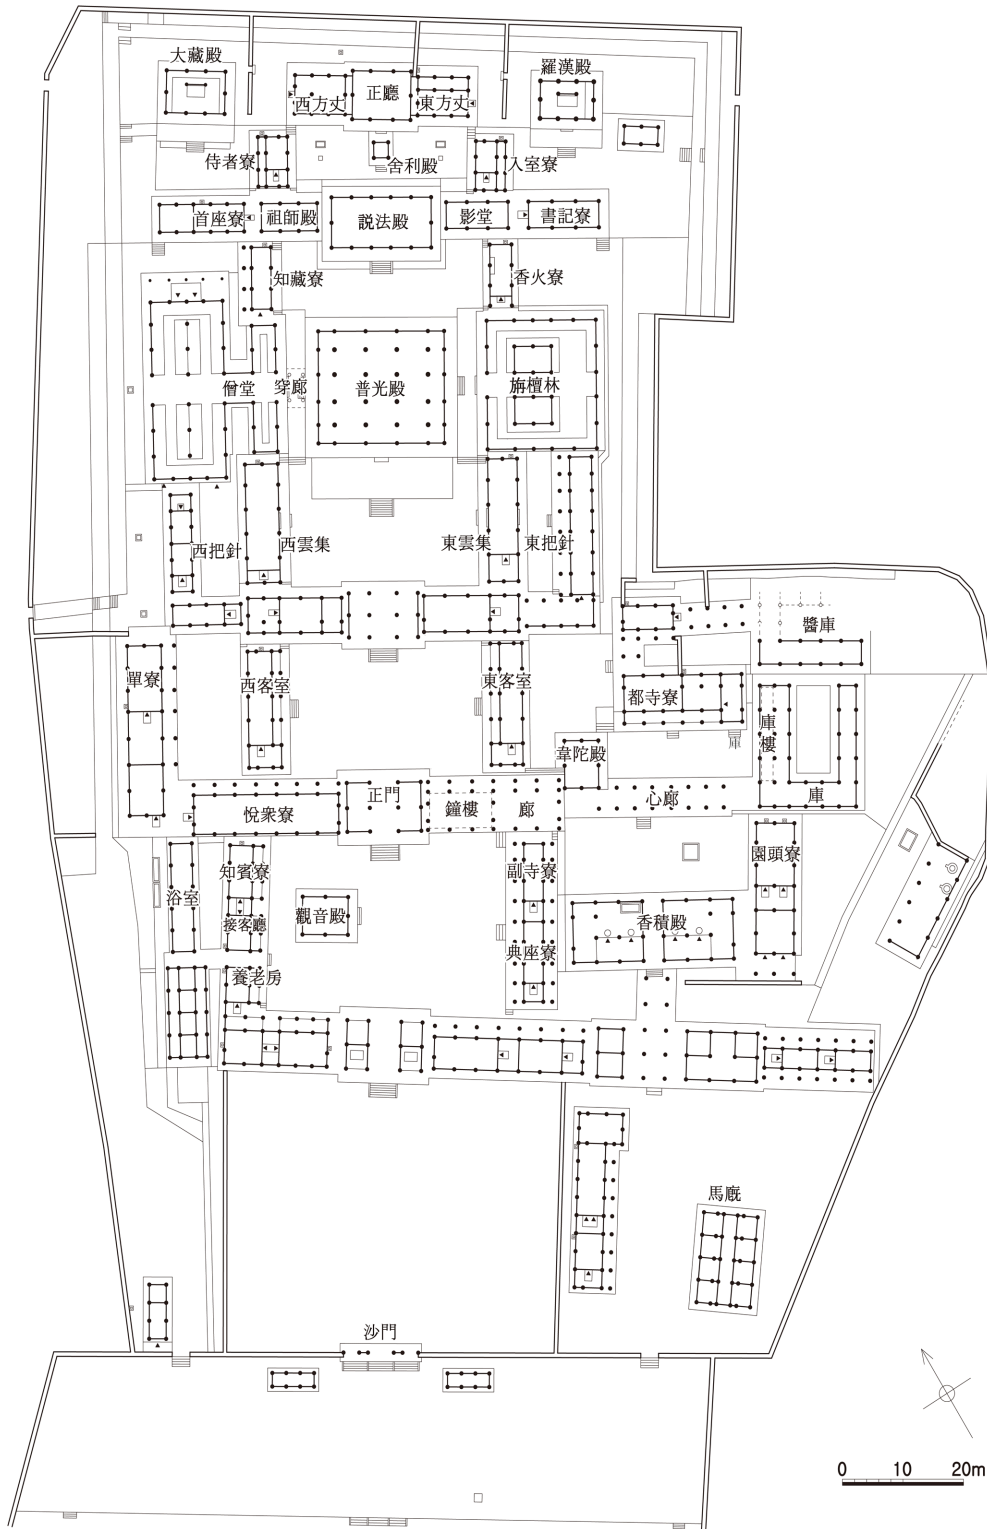 大藏殿
西方丈
正廳
東方丈
羅漢殿
侍者寮
舍利殿
入室寮
首座寮
祖師殿
説法殿
影堂
書記寮
知藏寮
香火寮
僧堂
穿廊
普光殿
旃檀林
西把針
西雲集
東雲集
東把針
醬庫
單寮
西客室
東客室
都寺寮
韋陀殿
庫
庫樓
悅衆寮
正門
鐘樓
廊
心廊
庫
浴室
知賓寮
接客廳
觀音殿
副寺寮
典座寮
香積殿
園頭寮
養老房
馬廐
沙門
0 10 20m